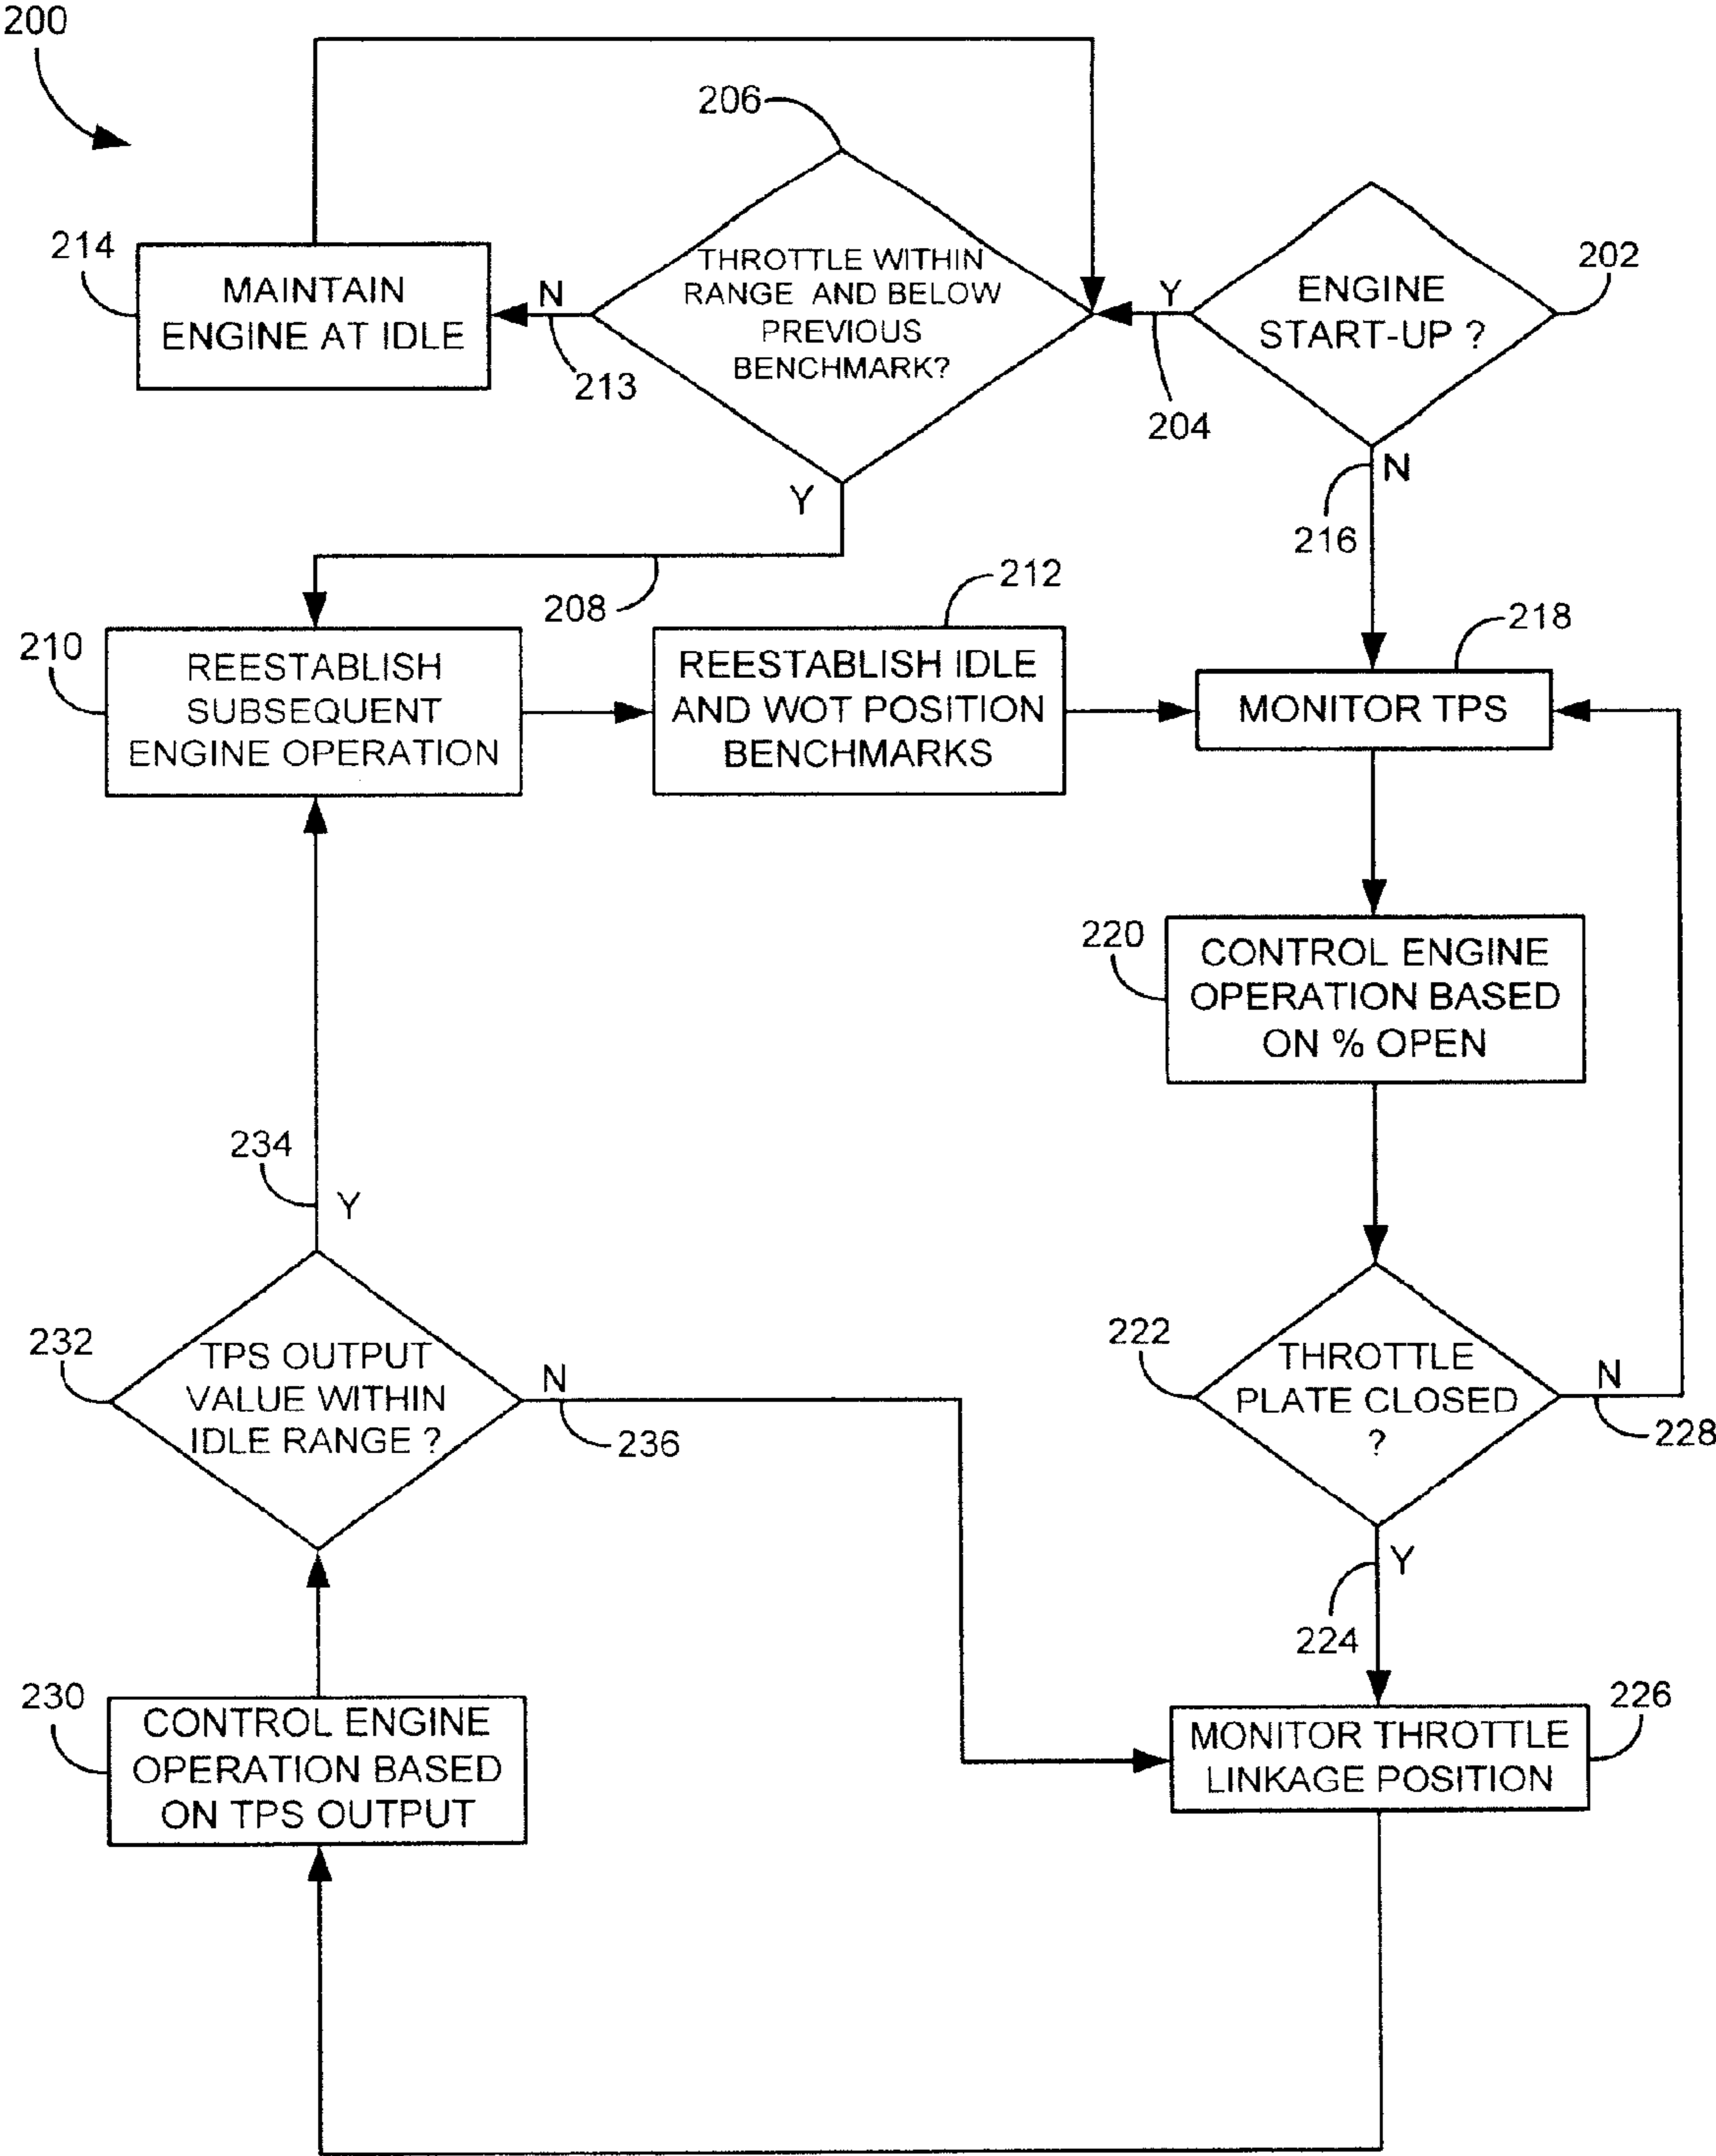 200
206
THROTTLE WITHIN
RANGE AND BELOW
PREVIOUS
BENCHMARK?
ENGINE
START-UP ?
202
214
MAINTAIN
ENGINE AT IDLE
N
213
Y
204
Y
208
N
216
212
210
REESTABLISH
SUBSEQUENT
ENGINE OPERATION
REESTABLISH IDLE
AND WOT POSITION
BENCHMARKS
218
MONITOR TPS
220
CONTROL ENGINE
OPERATION BASED
ON % OPEN
234
Y
232
TPS OUTPUT
VALUE WITHIN
IDLE RANGE ?
N
236
222
THROTTLE
PLATE CLOSED
?
N
228
Y
224
230
CONTROL ENGINE
OPERATION BASED
ON TPS OUTPUT
226
MONITOR THROTTLE
LINKAGE POSITION